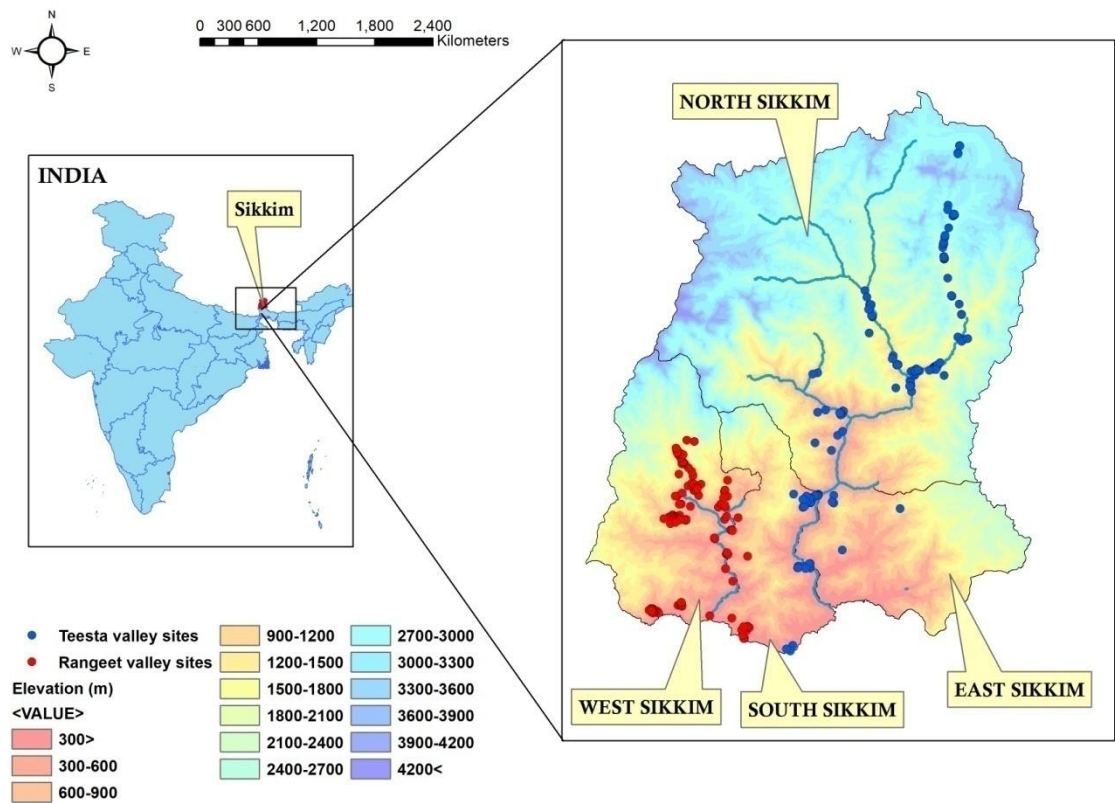 N
W E
S
0 300 600 1,200 1,800 2,400
Kilometers
INDIA
Sikkim
NORTH SIKKIM
WEST SIKKIM
SOUTH SIKKIM
EAST SIKKIM
Teesta valley sites
Rangeet valley sites
Elevation (m)
<VALUE>
300>
300-600
600-900
900-1200
1200-1500
1500-1800
1800-2100
2100-2400
2400-2700
2700-3000
3000-3300
3300-3600
3600-3900
3900-4200
4200<